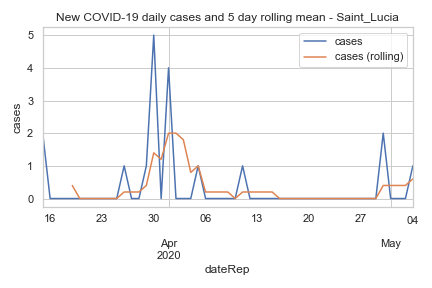 New COVID-19 daily cases and 5 day rolling mean - Saint_Lucia
cases
cases (rolling)
5
4
3
2
1
0
cases
16 23 30 06 13 20 27 04
Apr May
2020
dateRep